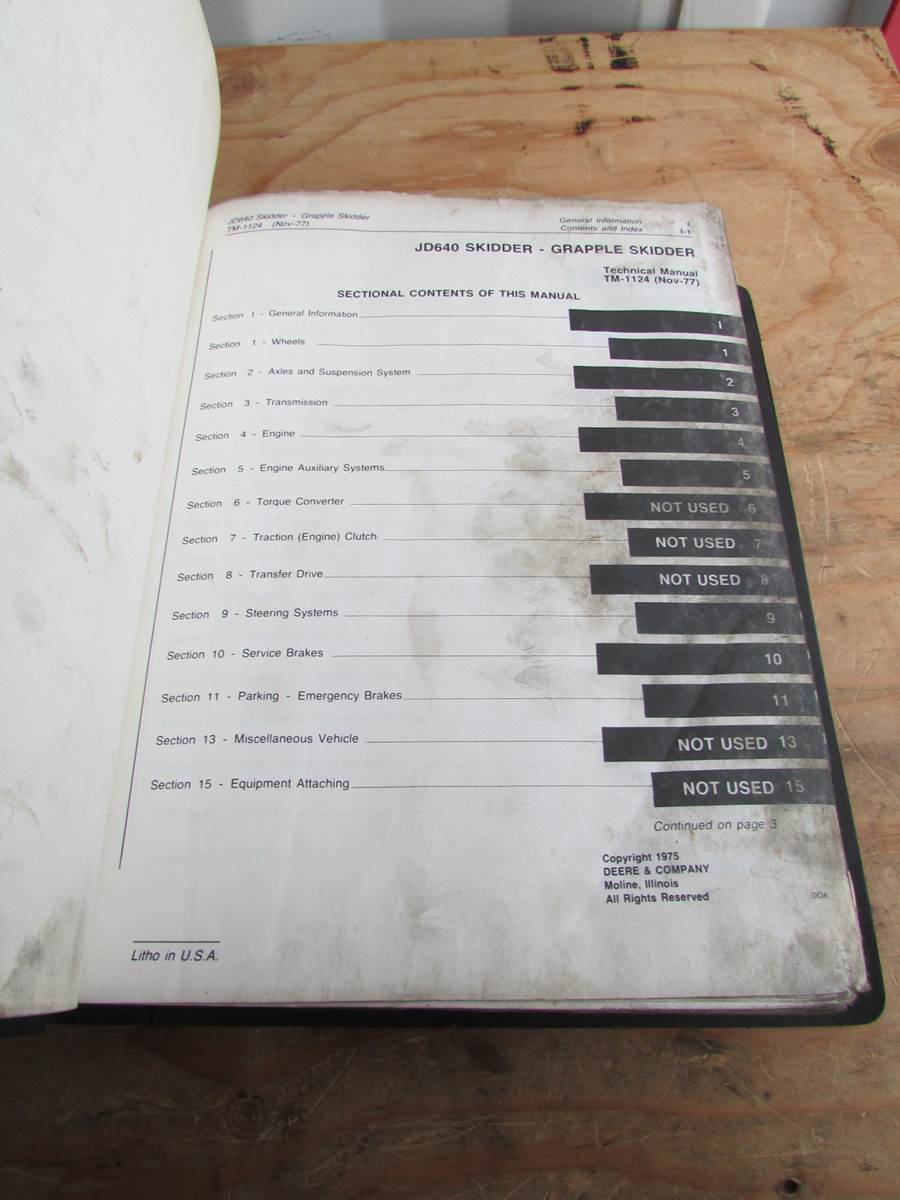 JD640 Skidder - Grapple Skidder
TM-1124 (Nov-77)
General Information I
Contents and Index I-1
JD640 SKIDDER - GRAPPLE SKIDDER
Technical Manual
TM-1124 (Nov-77)
SECTIONAL CONTENTS OF THIS MANUAL
Section I - General Information I
Section 1 - Wheels 1
Section 2 - Axles and Suspension System 2
Section 3 - Transmission 3
Section 4 - Engine 4
Section 5 - Engine Auxiliary Systems 5
Section 6 - Torque Converter NOT USED 6
Section 7 - Traction (Engine) Clutch NOT USED 7
Section 8 - Transfer Drive NOT USED 8
Section 9 - Steering Systems 9
Section 10 - Service Brakes 10
Section 11 - Parking - Emergency Brakes 11
Section 13 - Miscellaneous Vehicle NOT USED 13
Section 15 - Equipment Attaching NOT USED 15
Continued on page 3
Copyright 1975
DEERE & COMPANY
Moline, Illinois
All Rights Reserved
Litho in U.S.A.